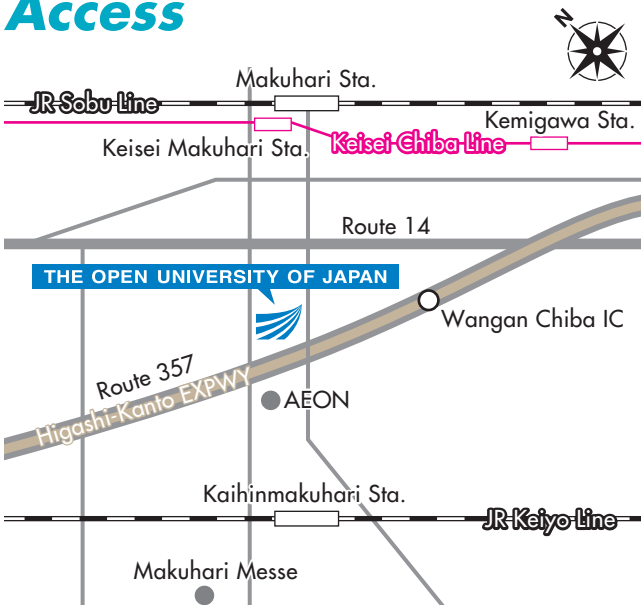 Access
N
Makuhari Sta.
JR Sobu Line
Kemigawa Sta.
Keisei Makuhari Sta.
Keisei Chiba Line
Route 14
THE OPEN UNIVERSITY OF JAPAN
Wangan Chiba IC
Route 357
Higashi-Kanto EXPWY
AEON
Kaihinmakuhari Sta.
JR Keiyo Line
Makuhari Messe